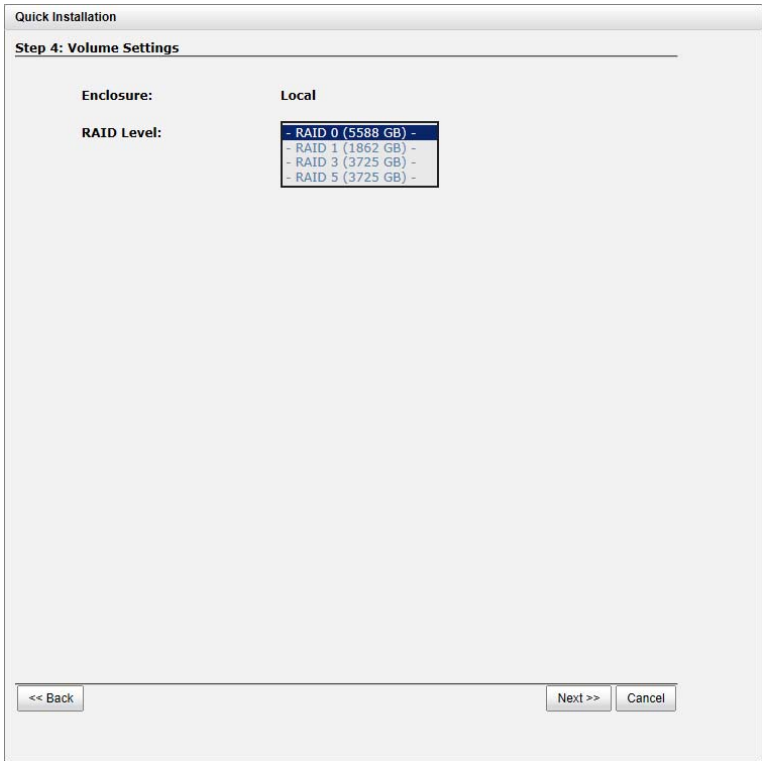 Quick Installation
Step 4: Volume Settings
Enclosure: Local
RAID Level: - RAID 0 (5588 GB) -
- RAID 1 (1862 GB) -
- RAID 3 (3725 GB) -
- RAID 5 (3725 GB) -
<< Back Next >> Cancel